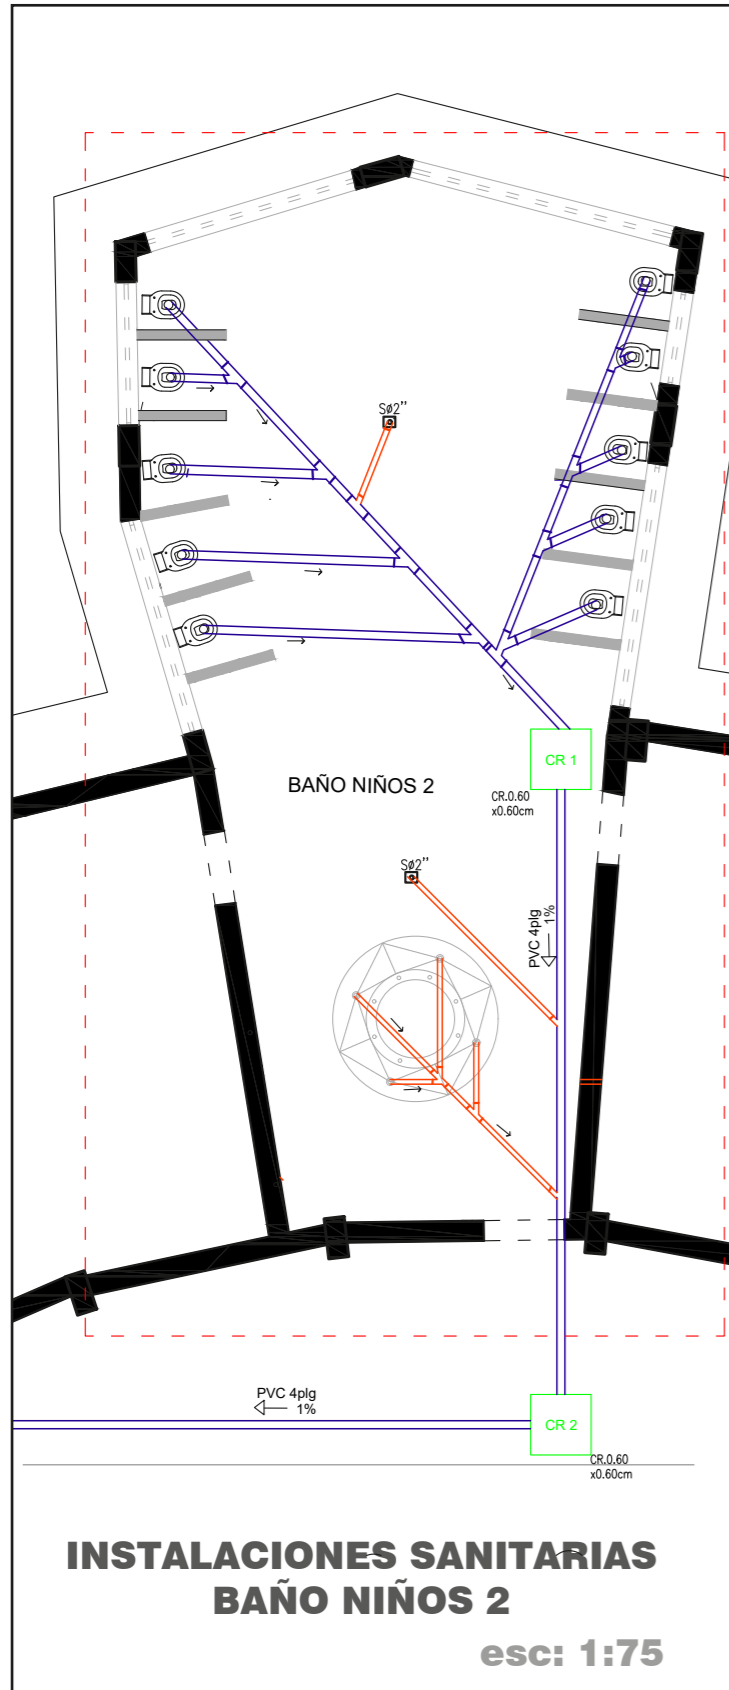 Sø2''
CR 1
BAÑO NIÑOS 2
CR.0.60
x0.60cm
Sø2''
PVC 4plg
1%
PVC 4plg
1%
CR 2
CR.0.60
x0.60cm
INSTALACIONES SANITARIAS
BAÑO NIÑOS 2
esc: 1:75